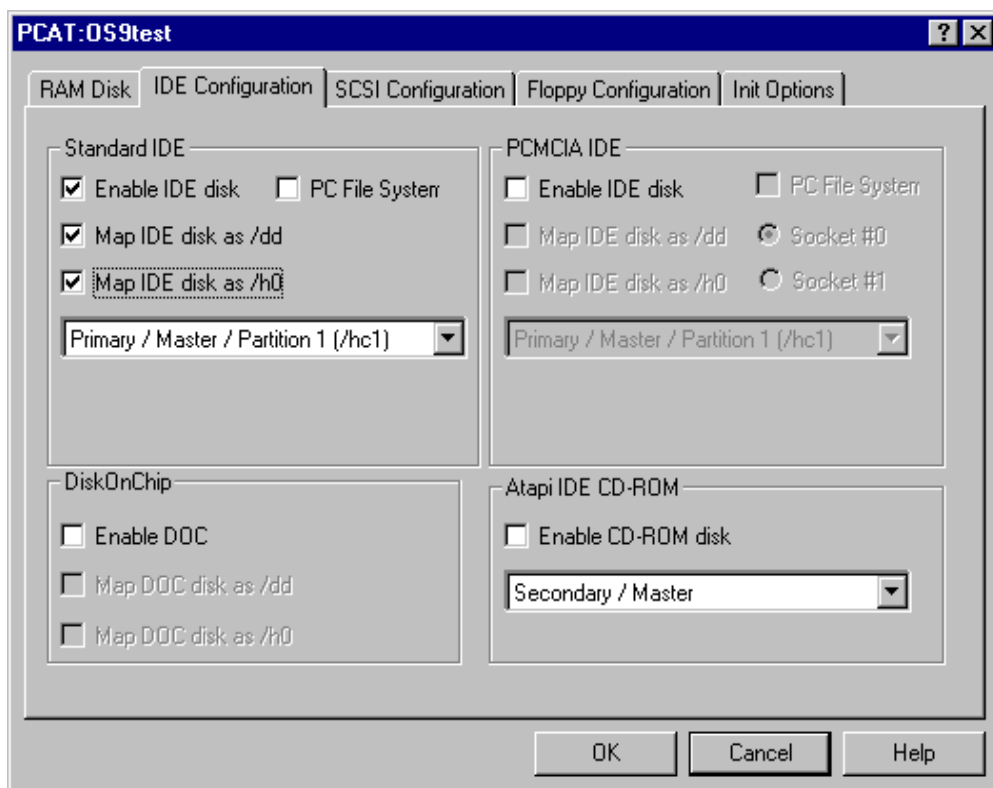 PCAT:OS9test
RAM Disk IDE Configuration SCSI Configuration Floppy Configuration Init Options
Standard IDE
Enable IDE disk PC File System
Map IDE disk as /dd
Map IDE disk as /h0
Primary / Master / Partition 1 (/hc1)
PCMCIA IDE
Enable IDE disk PC File System
Map IDE disk as /dd Socket #0
Map IDE disk as /h0 Socket #1
Primary / Master / Partition 1 (/hc1)
DiskOnChip
Enable DOC
Map DOC disk as /dd
Map DOC disk as /h0
Atapi IDE CD-ROM
Enable CD-ROM disk
Secondary / Master
OK Cancel Help